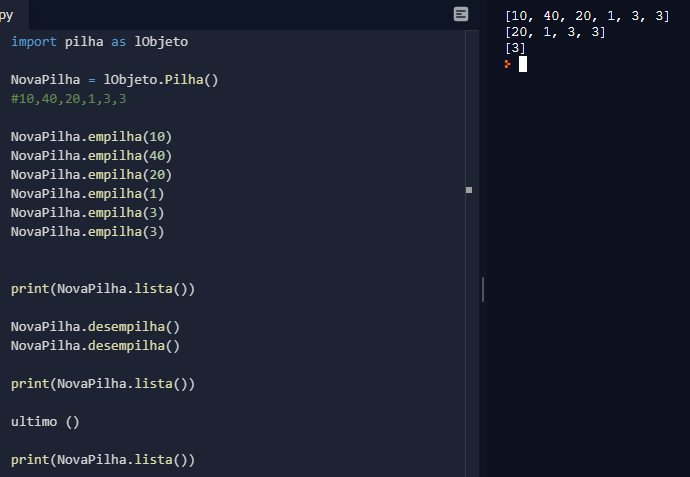 py
import pilha as lObjeto
NovaPilha = lObjeto.Pilha()
#10,40,20,1,3,3
NovaPilha.empilha(10)
NovaPilha.empilha(40)
NovaPilha.empilha(20)
NovaPilha.empilha(1)
NovaPilha.empilha(3)
NovaPilha.empilha(3)
print(NovaPilha.lista())
NovaPilha.desempilha()
NovaPilha.desempilha()
print(NovaPilha.lista())
ultimo ()
print(NovaPilha.lista())
[10, 40, 20, 1, 3, 3]
[20, 1, 3, 3]
[3]